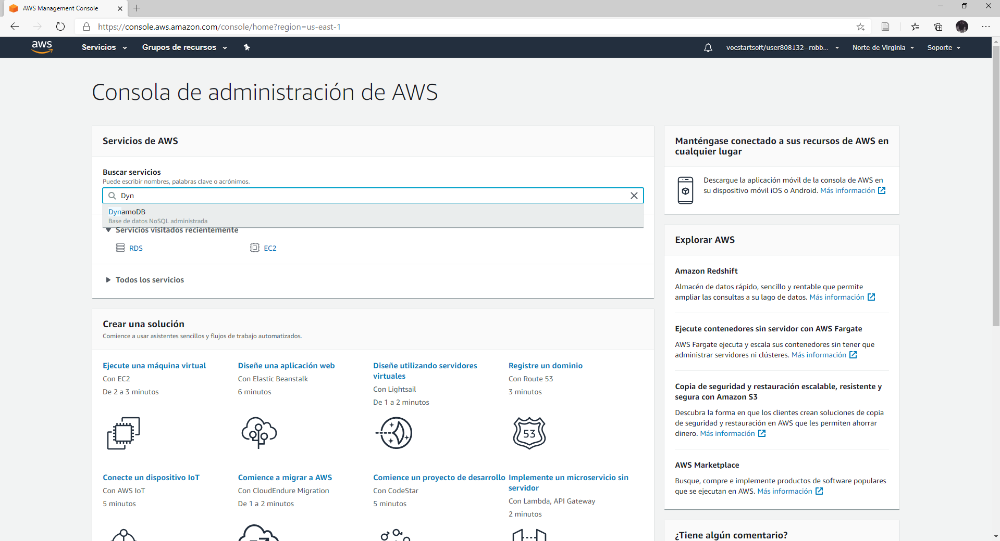 AWS Management Console
https://console.aws.amazon.com/console/home?region=us-east-1
aws
Servicios
Grupos de recursos
vocstartsoft/user808132=robb...
Norte de Virginia
Soporte
Consola de administración de AWS
Servicios de AWS
Buscar servicios
Puede escribir nombres, palabras clave o acrónimos.
Dyn
DynamoDB
Base de datos NoSQL administrada
Servicios visitados recientemente
RDS
EC2
Todos los servicios
Crear una solución
Comience a usar asistentes sencillos y flujos de trabajo automatizados.
Ejecute una máquina virtual
Con EC2
De 2 a 3 minutos
Diseñe una aplicación web
Con Elastic Beanstalk
6 minutos
Diseñe utilizando servidores
virtuales
Con Lightsail
De 1 a 2 minutos
Registre un dominio
Con Route 53
3 minutos
53
Conecte un dispositivo IoT
Con AWS IoT
5 minutos
Comience a migrar a AWS
Con CloudEndure Migration
De 1 a 2 minutos
Comience un proyecto de desarrollo
Con CodeStar
5 minutos
Implemente un microservicio sin
servidor
Con Lambda, API Gateway
2 minutos
Manténgase conectado a sus recursos de AWS en
cualquier lugar
Descargue la aplicación móvil de la consola de AWS en
su dispositivo móvil iOS o Android. Más información
Explorar AWS
Amazon Redshift
Almacén de datos rápido, sencillo y rentable que permite
ampliar las consultas a su lago de datos. Más información
Ejecute contenedores sin servidor con AWS Fargate
AWS Fargate ejecuta y escala sus contenedores sin tener que
administrar servidores ni clústeres. Más información
Copia de seguridad y restauración escalable, resistente y
segura con Amazon S3
Descubra la forma en que los clientes crean soluciones de copia
de seguridad y restauración en AWS que les permiten ahorrar
dinero. Más información
AWS Marketplace
Busque, compre e implemente productos de software populares
que se ejecutan en AWS. Más información
¿Tiene algún comentario?